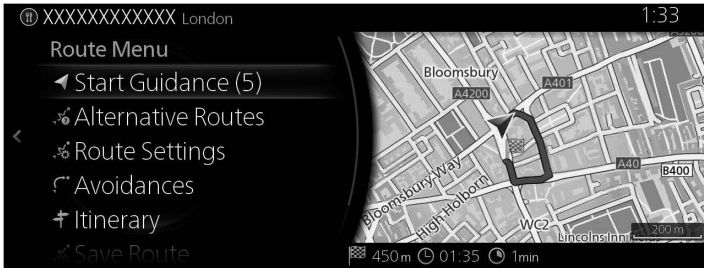 XXXXXXXXXXXX London
1:33
Route Menu
Start Guidance (5)
Alternative Routes
Route Settings
Avoidances
Itinerary
Save Route
Bloomsbury
A4200
A401
A40
B400
Bloomsbury Way
High Holborn
WC2
Lincolns Inn Fields
200 m
450 m 01:35 1min